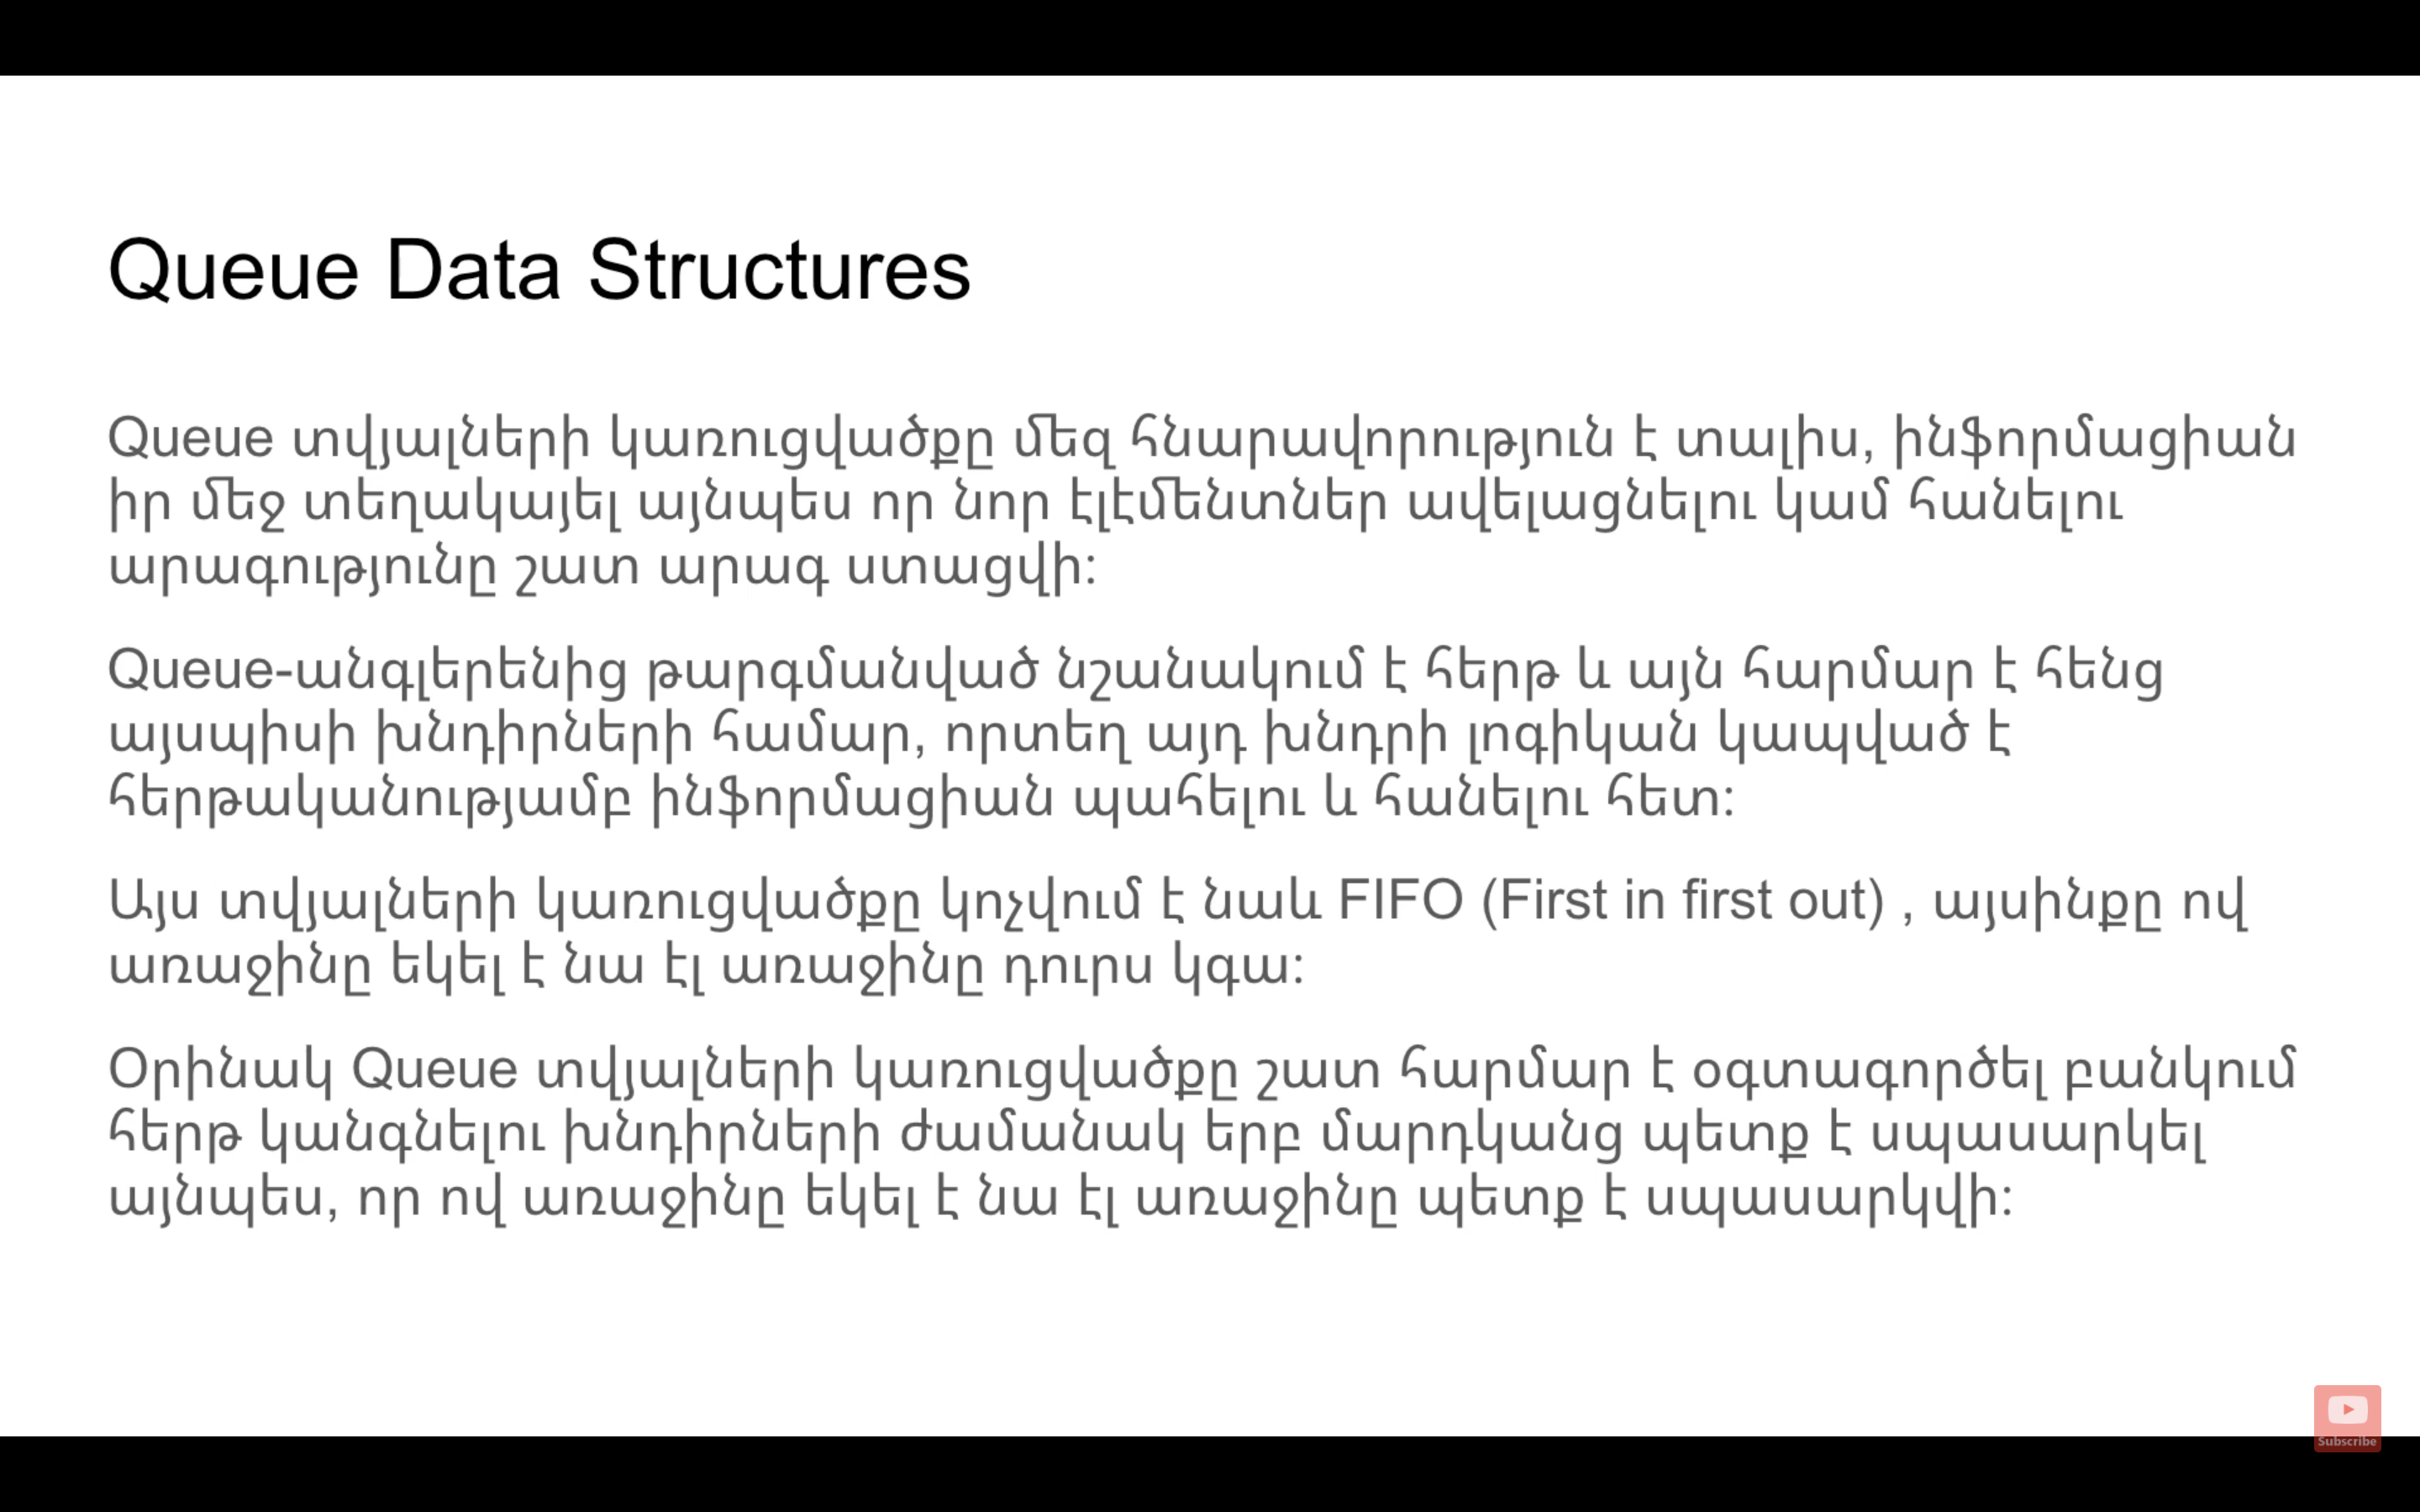 Queue Data Structures
Queue տվյալների կառուցվածքը մեզ հնարավորություն է տալիս, ինֆորմացիան
իր մեջ տեղակայել այնպես որ նոր էլէմենտներ ավելացնելու կամ հանելու
արագությունը շատ արագ ստացվի:
Queue-անգլերենից թարգմանված նշանակում է հերթ և այն հարմար է հենց
այսպիսի խնդիրների համար, որտեղ այդ խնդրի լոգիկան կապված է
հերթականությամբ ինֆորմացիան պահելու և հանելու հետ:
Այս տվյալների կառուցվածքը կոչվում է նաև FIFO (First in first out) , այսինքը ով
առաջինը եկել է նա էլ առաջինը դուրս կգա:
Օրինակ Queue տվյալների կառուցվածքը շատ հարմար է օգտագործել բանկում
հերթ կանգնելու խնդիրների ժամանակ երբ մարդկանց պետք է սպասարկել
այնպես, որ ով առաջինը եկել է նա էլ առաջինը պետք է սպասարկվի:
Subscribe